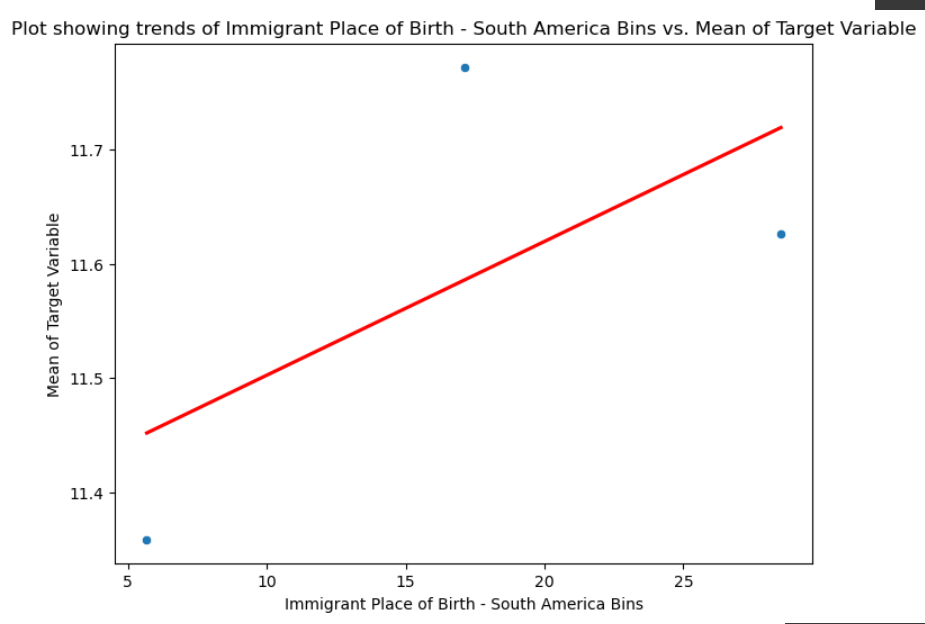 Plot showing trends of Immigrant Place of Birth - South America Bins vs. Mean of Target Variable
Mean of Target Variable
11.7
11.6
11.5
11.4
5 10 15 20 25
Immigrant Place of Birth - South America Bins